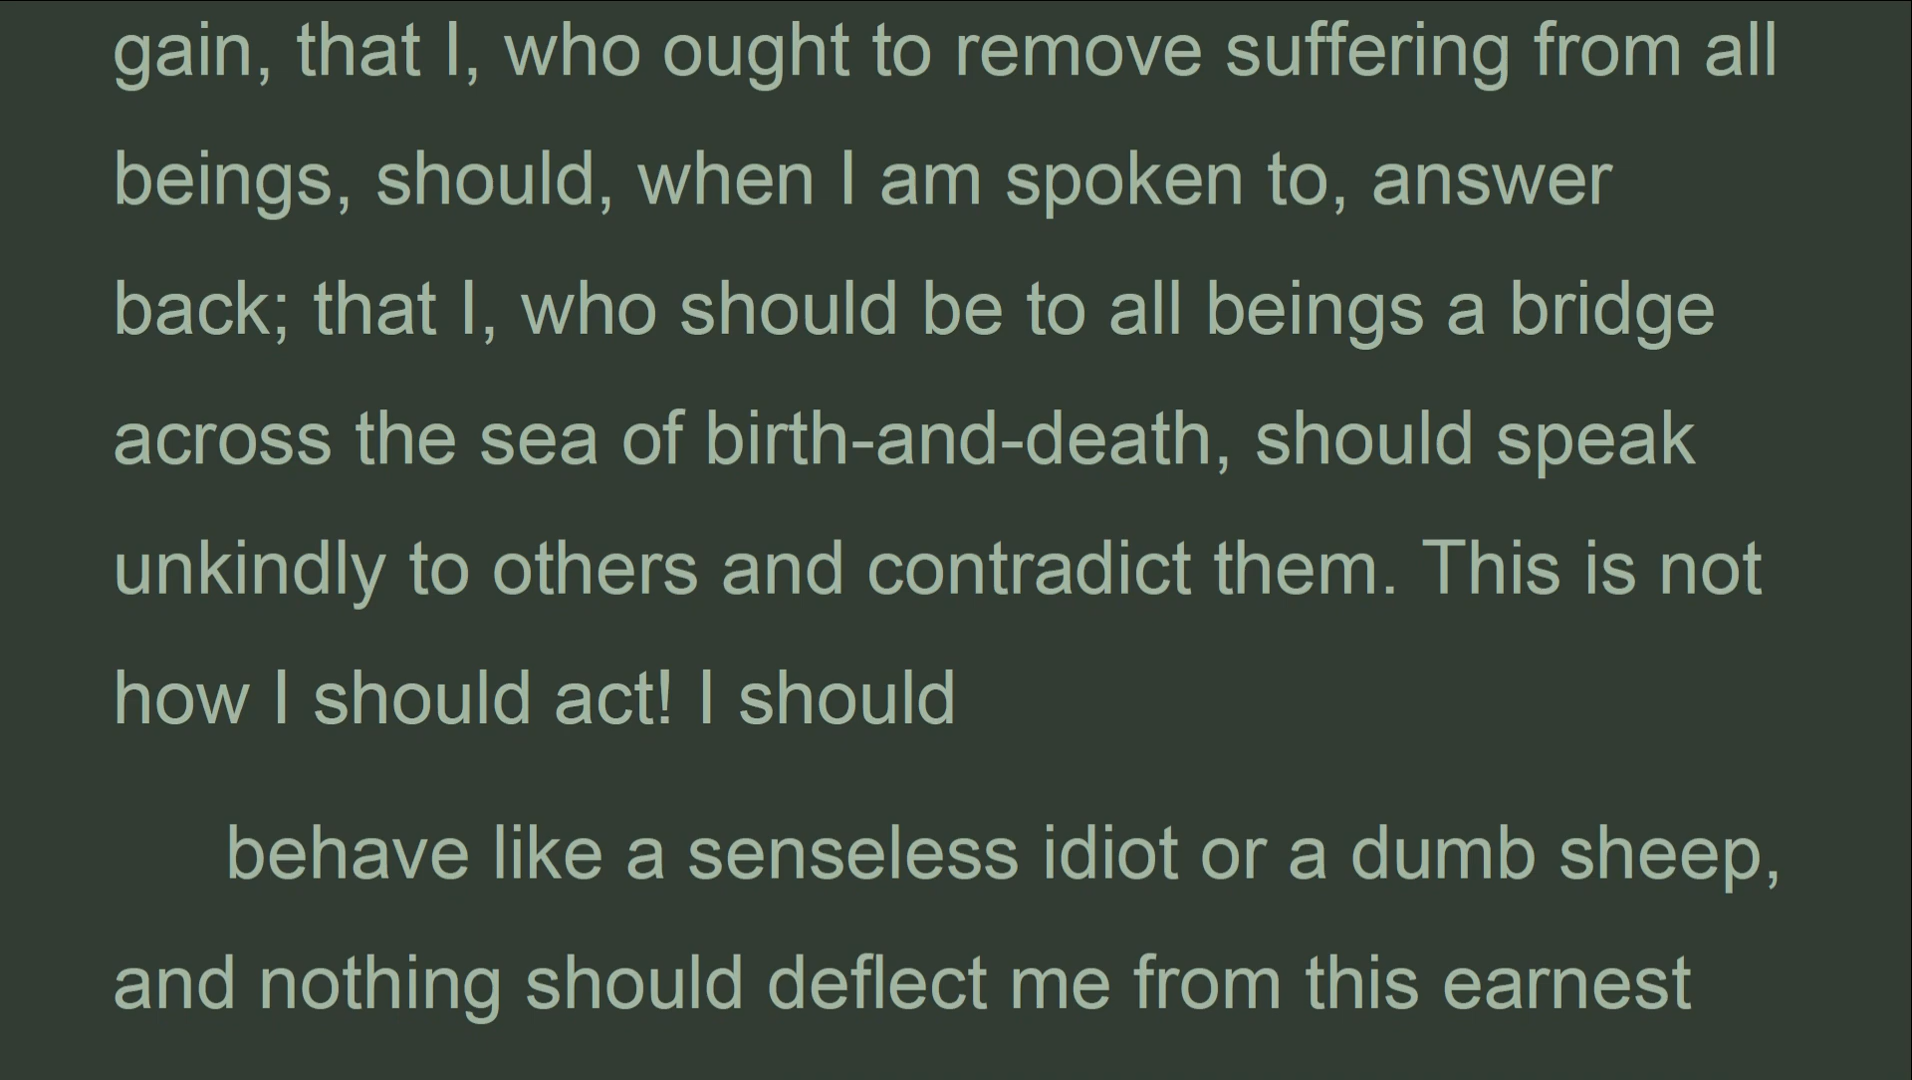 gain, that I, who ought to remove suffering from all
beings, should, when I am spoken to, answer
back; that I, who should be to all beings a bridge
across the sea of birth-and-death, should speak
unkindly to others and contradict them. This is not
how I should act! I should
behave like a senseless idiot or a dumb sheep,
and nothing should deflect me from this earnest